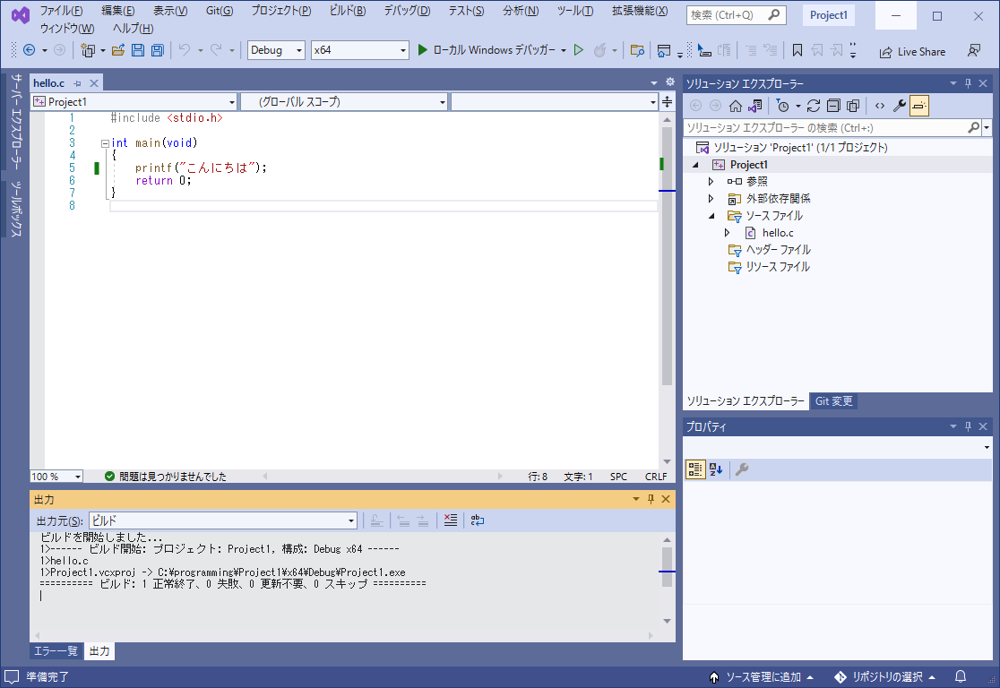 ファイル(F) 編集(E) 表示(V) Git(G) プロジェクト(P) ビルド(B) デバッグ(D) テスト(S) 分析(N) ツール(T) 拡張機能(X) 検索 (Ctrl+Q) Project1
ウィンドウ(W) ヘルプ(H)
Debug x64 ローカル Windows デバッガー Live Share
サーバー エクスプローラー
ツールボックス
hello.c
Project1 (グローバル スコープ)
1 #include <stdio.h>
2
3 int main(void)
4 {
5 printf("こんにちは");
6 return 0;
7 }
8
100 % 問題は見つかりませんでした 行: 8 文字: 1 SPC CRLF
出力
出力元(S): ビルド
ビルドを開始しました...
1>------ ビルド開始: プロジェクト: Project1, 構成: Debug x64 ------
1>hello.c
1>Project1.vcxproj -> C:¥programming¥Project1¥x64¥Debug¥Project1.exe
========== ビルド: 1 正常終了、0 失敗、0 更新不要、0 スキップ ==========
エラー一覧 出力
ソリューション エクスプローラー
ソリューション エクスプローラー の検索 (Ctrl+:)
ソリューション 'Project1' (1/1 プロジェクト)
Project1
参照
外部依存関係
ソース ファイル
hello.c
ヘッダー ファイル
リソース ファイル
ソリューション エクスプローラー Git 変更
プロパティ
準備完了 ソース管理に追加 リポジトリの選択